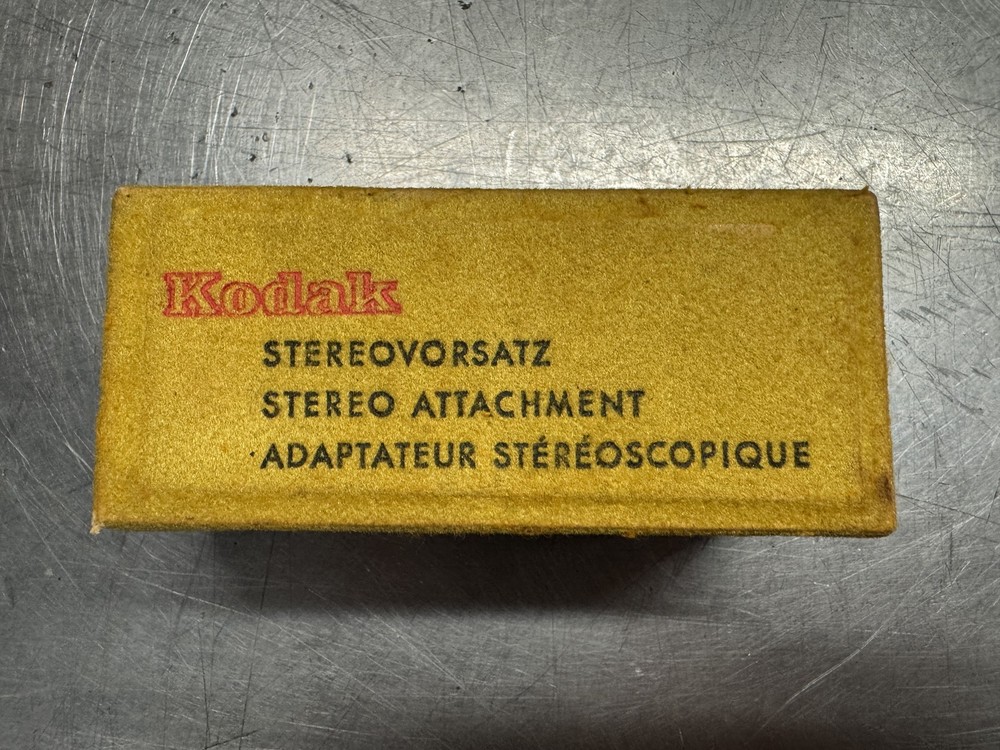 Kodak
STEREOVORSATZ
STEREO ATTACHMENT
ADAPTATEUR STÉRÉOSCOPIQUE